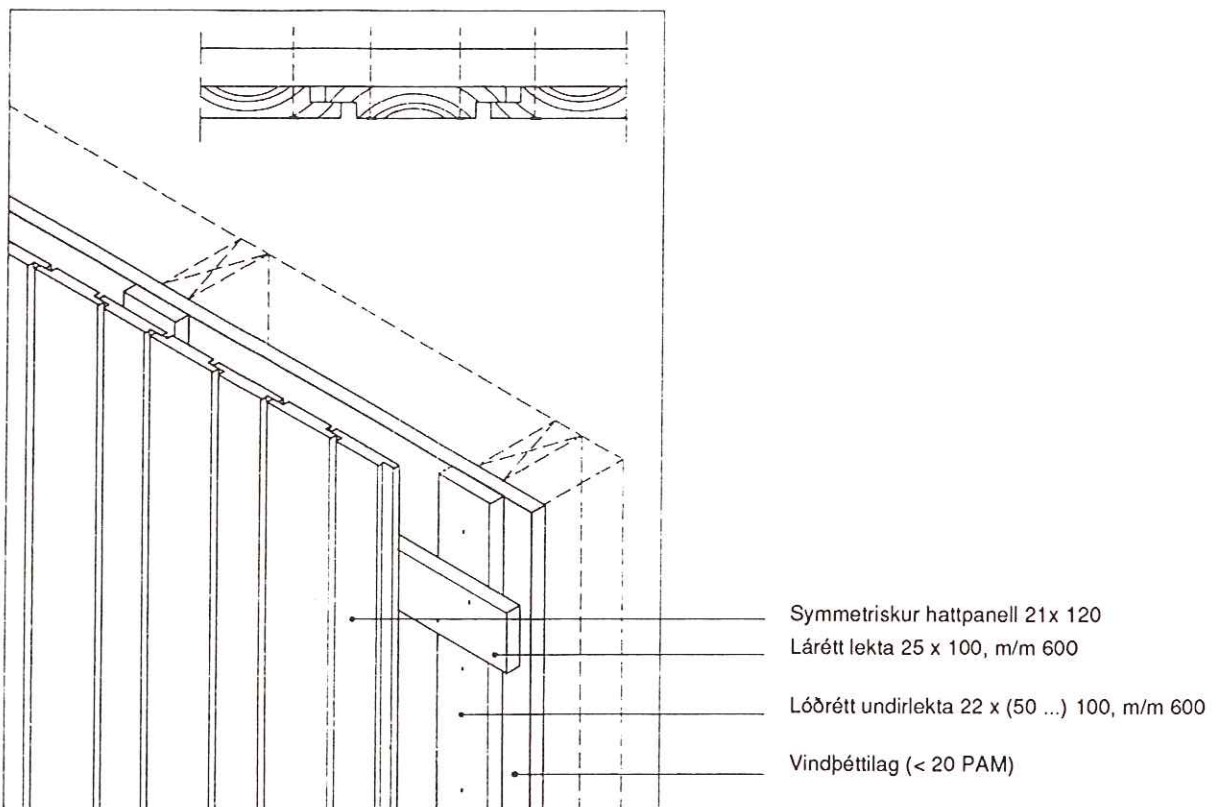 Symmetriskur hattpanell 21x 120
Lárétt lekta 25 x 100, m/m 600
Lóðrétt undirlekta 22 x (50 ...) 100, m/m 600
Vindþéttilag (< 20 PAM)